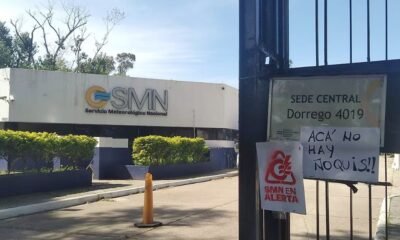 SMN
Servicio Meteorológico Nacional
SEDE CENTRAL
Dorrego 4019
ACÁ NO
HAY
ÑOQUIS!!
SMN EN
ALERTA